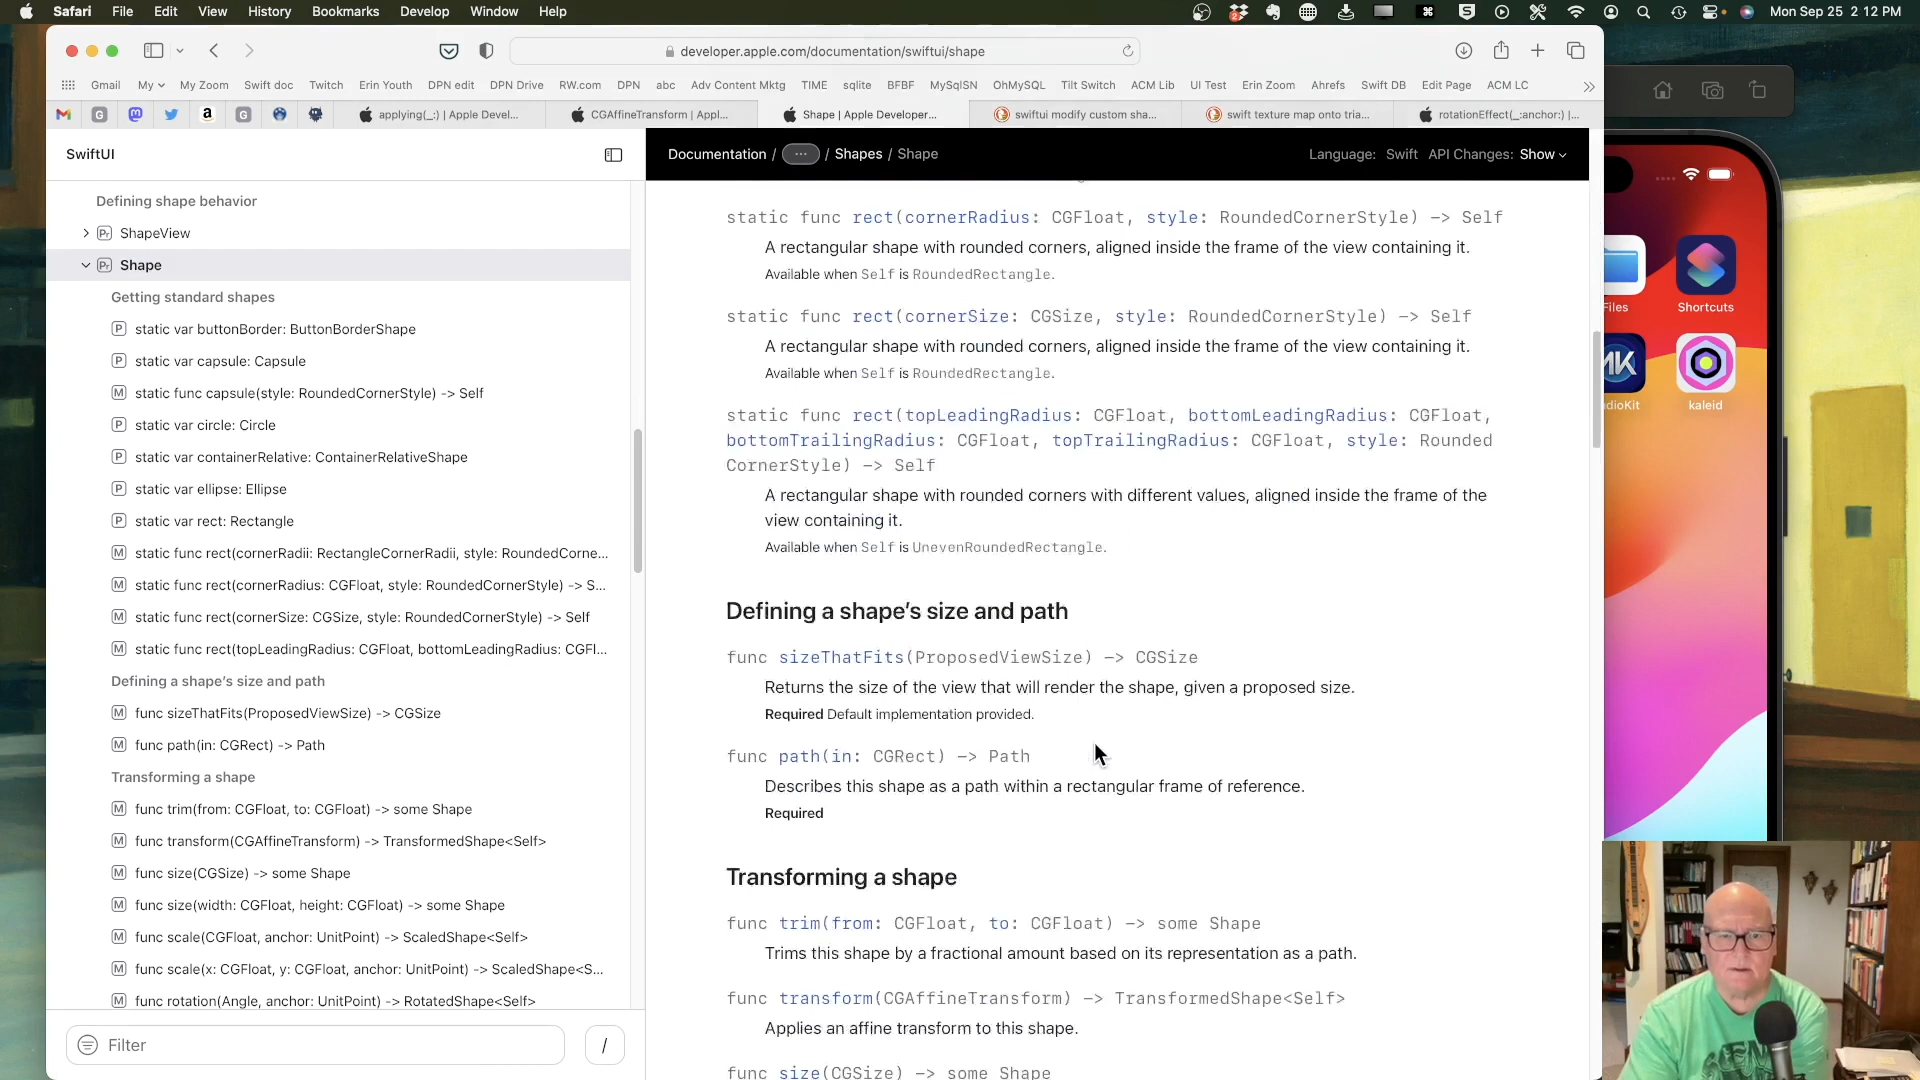 Safari File Edit View History Bookmarks Develop Window Help
Mon Sep 25 2 12 PM
developer.apple.com/documentation/swiftui/shape
Gmail My My Zoom Swift doc Twitch Erin Youth DPN edit DPN Drive RW.com DPN abc Adv Content Mktg TIME sqlite BFBF MySqlSN OhMySQL Tilt Switch ACM Lib UI Test Erin Zoom Ahrefs Swift DB Edit Page ACM LC
applying(_:) | Apple Devel... CGAffineTransform | Appl... Shape | Apple Developer... swiftui modify custom sha... swift texture map onto tria... rotationEffect(_:anchor:) |...
SwiftUI
Documentation / ··· / Shapes / Shape
Language: Swift API Changes: Show
Defining shape behavior
Pr ShapeView
Pr Shape
Getting standard shapes
P static var buttonBorder: ButtonBorderShape
P static var capsule: Capsule
M static func capsule(style: RoundedCornerStyle) -> Self
P static var circle: Circle
P static var containerRelative: ContainerRelativeShape
P static var ellipse: Ellipse
P static var rect: Rectangle
M static func rect(cornerRadii: RectangleCornerRadii, style: RoundedCorne...
M static func rect(cornerRadius: CGFloat, style: RoundedCornerStyle) -> S...
M static func rect(cornerSize: CGSize, style: RoundedCornerStyle) -> Self
M static func rect(topLeadingRadius: CGFloat, bottomLeadingRadius: CGFl...
Defining a shape's size and path
M func sizeThatFits(ProposedViewSize) -> CGSize
M func path(in: CGRect) -> Path
Transforming a shape
M func trim(from: CGFloat, to: CGFloat) -> some Shape
M func transform(CGAffineTransform) -> TransformedShape<Self>
M func size(CGSize) -> some Shape
M func size(width: CGFloat, height: CGFloat) -> some Shape
M func scale(CGFloat, anchor: UnitPoint) -> ScaledShape<Self>
M func scale(x: CGFloat, y: CGFloat, anchor: UnitPoint) -> ScaledShape<S...
M func rotation(Angle, anchor: UnitPoint) -> RotatedShape<Self>
Filter
/
static func rect(cornerRadius: CGFloat, style: RoundedCornerStyle) -> Self
A rectangular shape with rounded corners, aligned inside the frame of the view containing it.
Available when Self is RoundedRectangle.
static func rect(cornerSize: CGSize, style: RoundedCornerStyle) -> Self
A rectangular shape with rounded corners, aligned inside the frame of the view containing it.
Available when Self is RoundedRectangle.
static func rect(topLeadingRadius: CGFloat, bottomLeadingRadius: CGFloat,
bottomTrailingRadius: CGFloat, topTrailingRadius: CGFloat, style: Rounded
CornerStyle) -> Self
A rectangular shape with rounded corners with different values, aligned inside the frame of the
view containing it.
Available when Self is UnevenRoundedRectangle.
Defining a shape's size and path
func sizeThatFits(ProposedViewSize) -> CGSize
Returns the size of the view that will render the shape, given a proposed size.
Required Default implementation provided.
func path(in: CGRect) -> Path
Describes this shape as a path within a rectangular frame of reference.
Required
Transforming a shape
func trim(from: CGFloat, to: CGFloat) -> some Shape
Trims this shape by a fractional amount based on its representation as a path.
func transform(CGAffineTransform) -> TransformedShape<Self>
Applies an affine transform to this shape.
func size(CGSize) -> some Shape
Files
Shortcuts
dioKit
kaleid